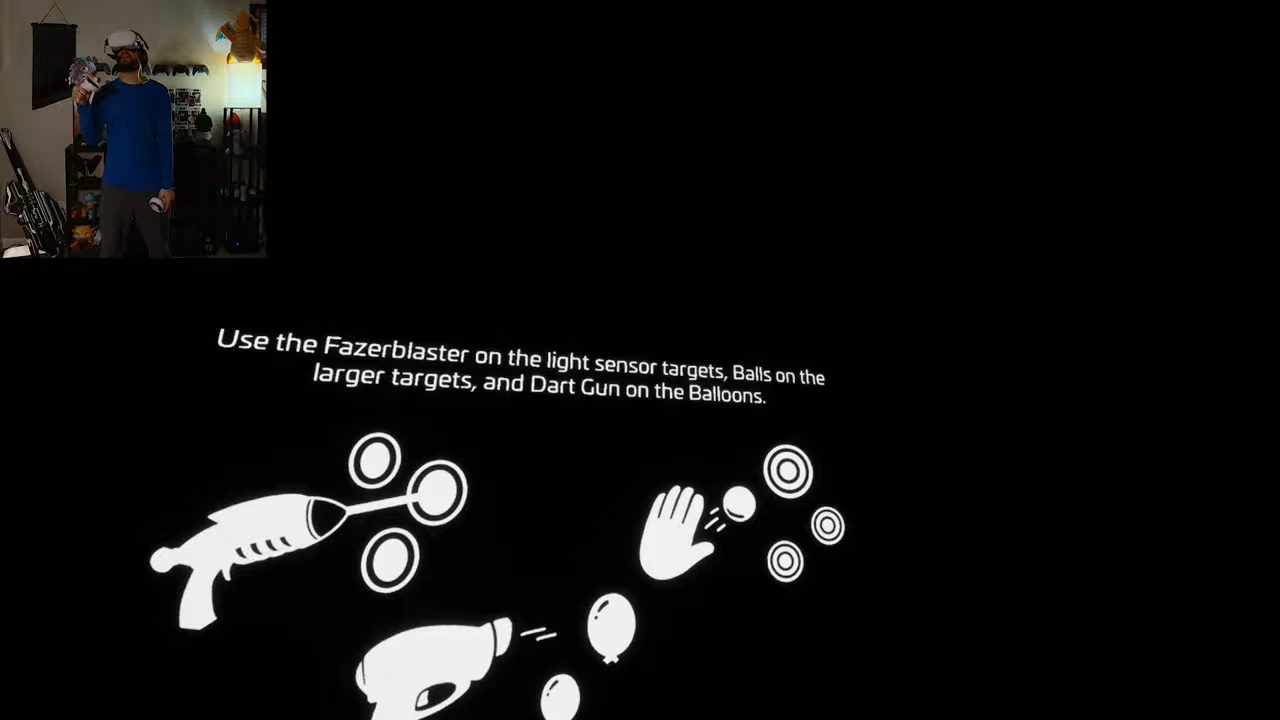 Use the Fazerblaster on the light sensor targets, Balls on the
larger targets, and Dart Gun on the Balloons.